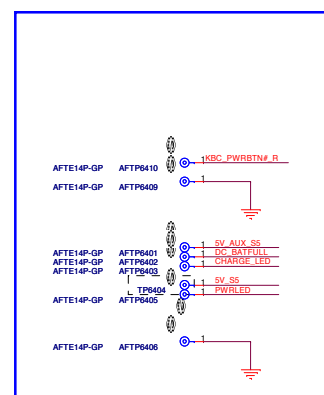 1 KBC_PWRBTN#_R
AFTE14P-GP AFTP6410
1
AFTE14P-GP AFTP6409
1 5V_AUX_S5
AFTE14P-GP AFTP6401 1 DC_BATFULL
AFTE14P-GP AFTP6402 1 CHARGE_LED
AFTE14P-GP AFTP6403
1 5V_S5
TP6404 1 PWRLED
AFTE14P-GP AFTP6405
1
AFTE14P-GP AFTP6406